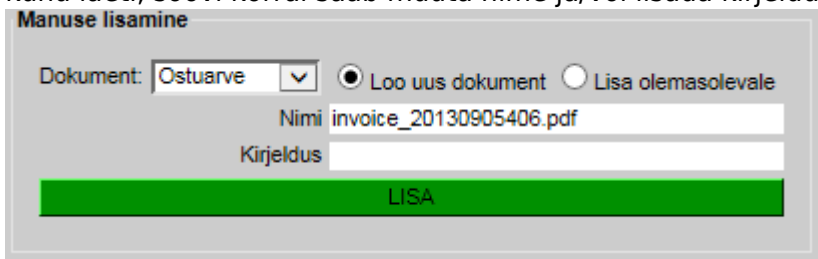 Manuse lisamine
Dokument: Ostuarve Loo uus dokument Lisa olemasolevale
Nimi invoice_20130905406.pdf
Kirjeldus
LISA